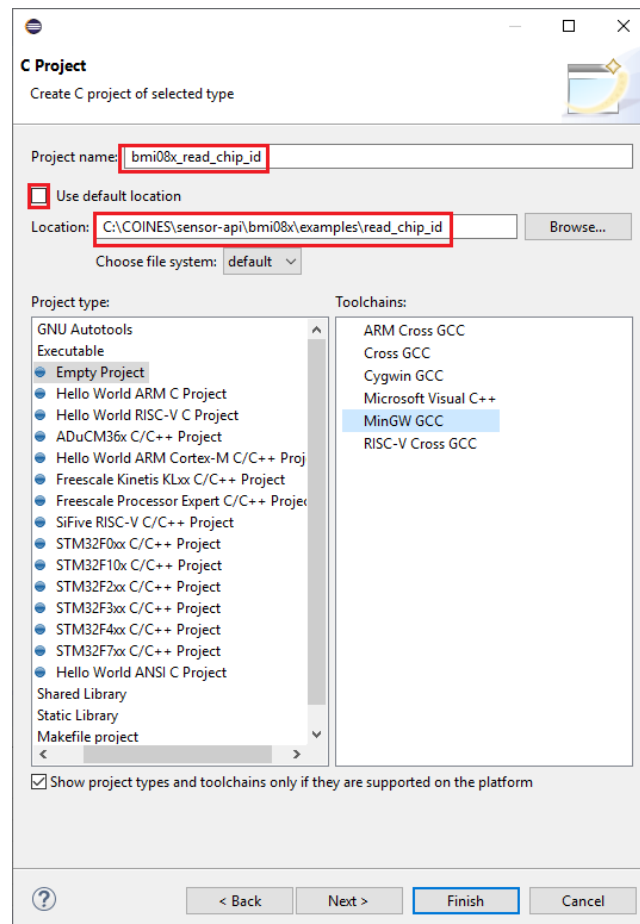 C Project
Create C project of selected type
Project name: bmi08x_read_chip_id
Use default location
Location: C:\COINES\sensor-api\bmi08x\examples\read_chip_id Browse...
Choose file system: default
Project type:
GNU Autotools
Executable
Empty Project
Hello World ARM C Project
Hello World RISC-V C Project
ADuCM36x C/C++ Project
Hello World ARM Cortex-M C/C++ Proj
Freescale Kinetis KLxx C/C++ Project
Freescale Processor Expert C/C++ Projec
SiFive RISC-V C/C++ Project
STM32F0xx C/C++ Project
STM32F10x C/C++ Project
STM32F2xx C/C++ Project
STM32F3xx C/C++ Project
STM32F4xx C/C++ Project
STM32F7xx C/C++ Project
Hello World ANSI C Project
Shared Library
Static Library
Makefile project
Toolchains:
ARM Cross GCC
Cross GCC
Cygwin GCC
Microsoft Visual C++
MinGW GCC
RISC-V Cross GCC
Show project types and toolchains only if they are supported on the platform
? < Back Next > Finish Cancel